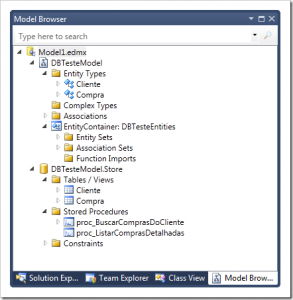 Model Browser
Type here to search
Model1.edmx
DBTesteModel
Entity Types
Cliente
Compra
Complex Types
Associations
EntityContainer: DBTesteEntities
Entity Sets
Association Sets
Function Imports
DBTesteModel.Store
Tables / Views
Cliente
Compra
Stored Procedures
proc_BuscarComprasDoCliente
proc_ListarComprasDetalhadas
Constraints
Solution Exp... Team Explorer Class View Model Brow...